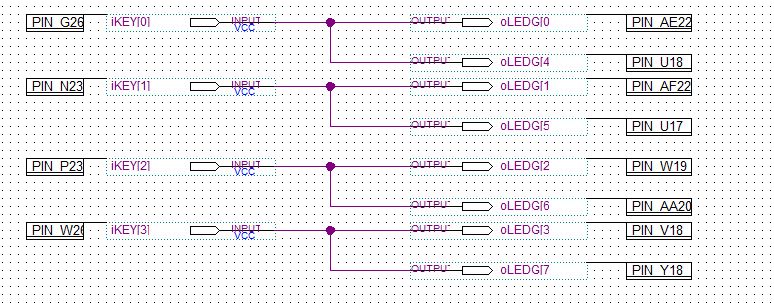 PIN_G26 iKEY[0] INPUT VCC OUTPUT oLEDG[0 PIN_AE22
OUTPUT oLEDG[4 PIN_U18
PIN_N23 iKEY[1] INPUT VCC OUTPUT oLEDG[1 PIN_AF22
OUTPUT oLEDG[5 PIN_U17
PIN_P23 iKEY[2] INPUT VCC OUTPUT oLEDG[2 PIN_W19
OUTPUT oLEDG[6 PIN_AA20
PIN_W26 iKEY[3] INPUT VCC OUTPUT oLEDG[3 PIN_V18
OUTPUT oLEDG[7 PIN_Y18